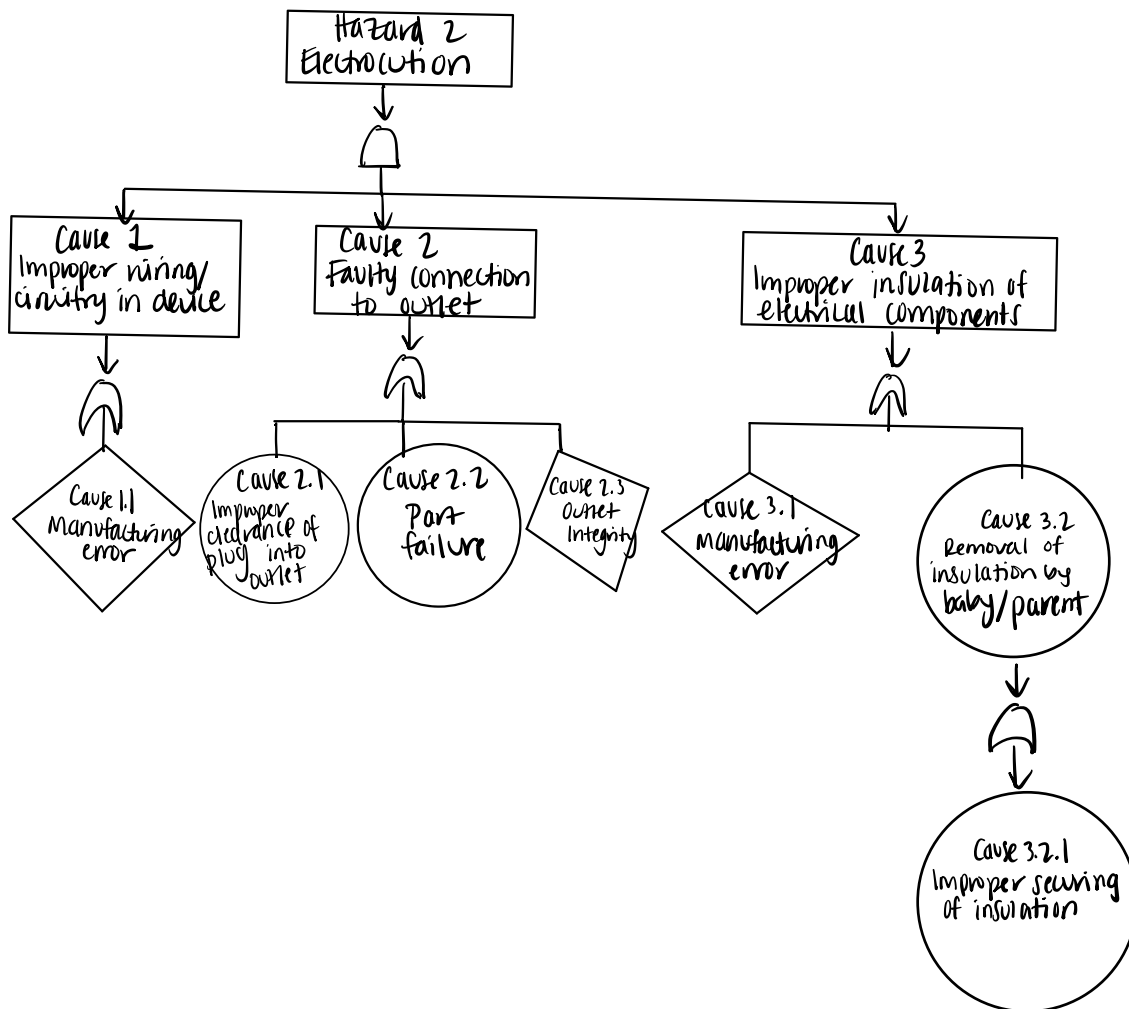 Hazard 2
Electrocution
Cause 1
Improper wiring/
circuitry in device
Cause 2
Faulty connection
to outlet
Cause 3
Improper insulation of
electrical components
Cause 1.1
Manufacturing
error
Cause 2.1
Improper
clearance of
plug into
outlet
Cause 2.2
Part
failure
Cause 2.3
Outlet
Integrity
Cause 3.1
Manufacturing
error
Cause 3.2
Removal of
insulation by
baby/parent
Cause 3.2.1
Improper securing
of insulation